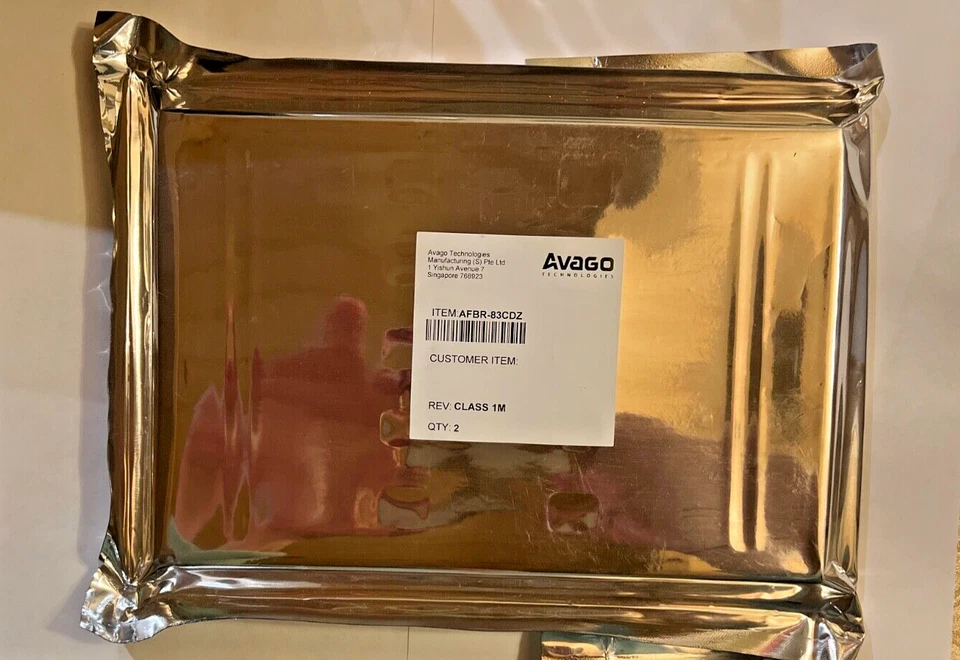 Avago Technologies
Manufacturing (S) Pte Ltd
1 Yishun Avenue 7
Singapore 768923
AVAGO
TECHNOLOGIES
ITEM:AFBR-83CDZ
CUSTOMER ITEM:
REV: CLASS 1M
QTY: 2